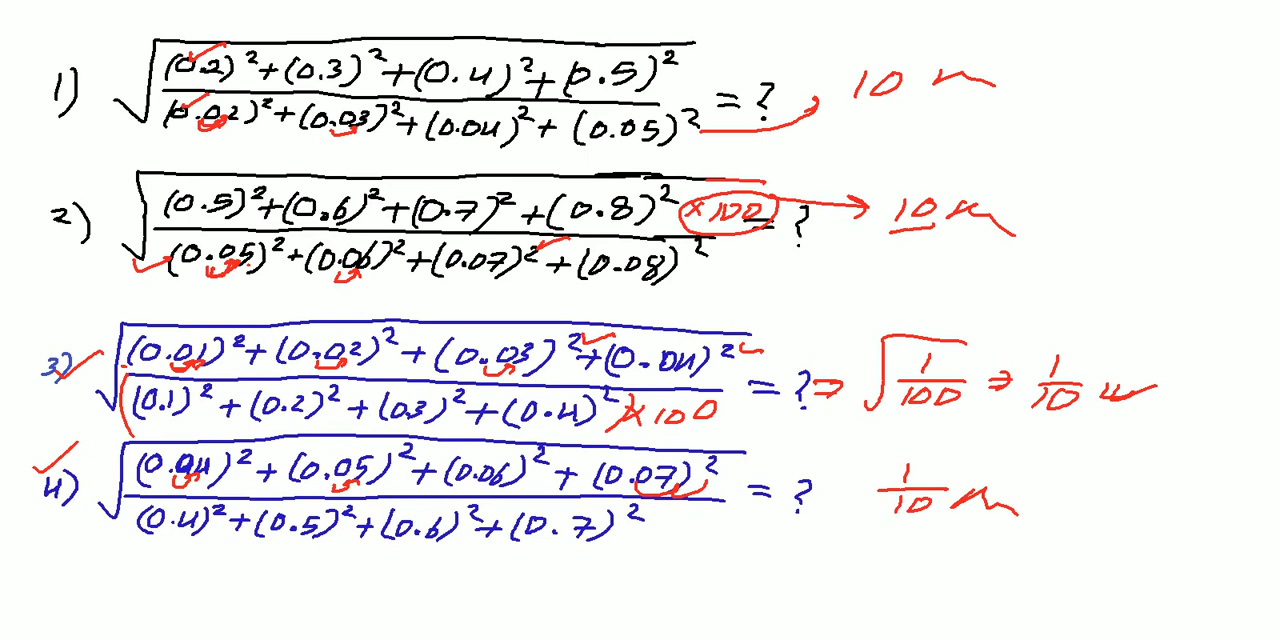 1) √((0.2)²+(0.3)²+(0.4)²+(0.5)² / (0.02)²+(0.03)²+(0.04)²+(0.05)²) = ? 10
2) √((0.5)²+(0.6)²+(0.7)²+(0.8)² ×100 / (0.05)²+(0.06)²+(0.07)²+(0.08)²) = ? → 10
3) √((0.01)²+(0.02)²+(0.03)²+(0.04)² / (0.1)²+(0.2)²+(0.3)²+(0.4)²)×100 = ? ⇒ √(1/100) ⇒ 1/10
4) √((0.04)²+(0.05)²+(0.06)²+(0.07)² / (0.4)²+(0.5)²+(0.6)²+(0.7)²) = ? 1/10